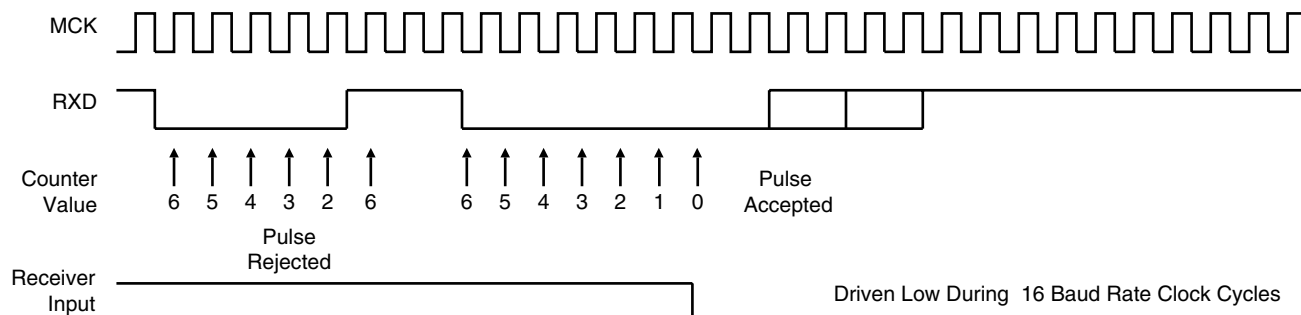 MCK
RXD
Counter
Value
6 5 4 3 2 6 6 5 4 3 2 1 0
Pulse
Accepted
Pulse
Rejected
Receiver
Input
Driven Low During 16 Baud Rate Clock Cycles